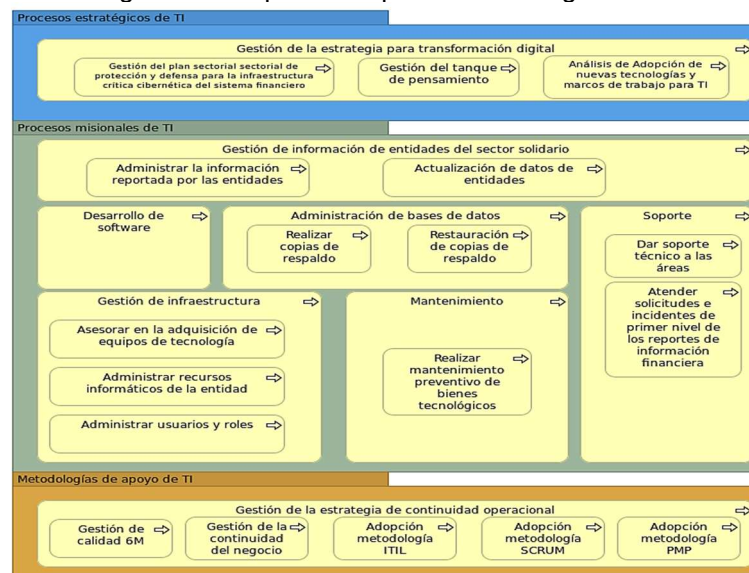 Procesos estratégicos de TI
Gestión de la estrategia para transformación digital
Gestión del plan sectorial sectorial de
protección y defensa para la infraestructura
crítica cibernética del sistema financiero
Gestión del tanque
de pensamiento
Análisis de Adopción de
nuevas tecnologías y
marcos de trabajo para TI
Procesos misionales de TI
Gestión de información de entidades del sector solidario
Administrar la información
reportada por las entidades
Actualización de datos de
entidades
Desarrollo de
software
Administración de bases de datos
Realizar
copias de
respaldo
Restauración
de copias de
respaldo
Soporte
Dar soporte
técnico a las
áreas
Atender
solicitudes e
incidentes de
primer nivel de
los reportes de
información
financiera
Gestión de infraestructura
Asesorar en la adquisición de
equipos de tecnología
Administrar recursos
informáticos de la entidad
Administrar usuarios y roles
Mantenimiento
Realizar
mantenimiento
preventivo de
bienes
tecnológicos
Metodologías de apoyo de TI
Gestión de la estrategia de continuidad operacional
Gestión de
calidad 6M
Gestión de la
continuidad
del negocio
Adopción
metodología
ITIL
Adopción
metodología
SCRUM
Adopción
metodología
PMP